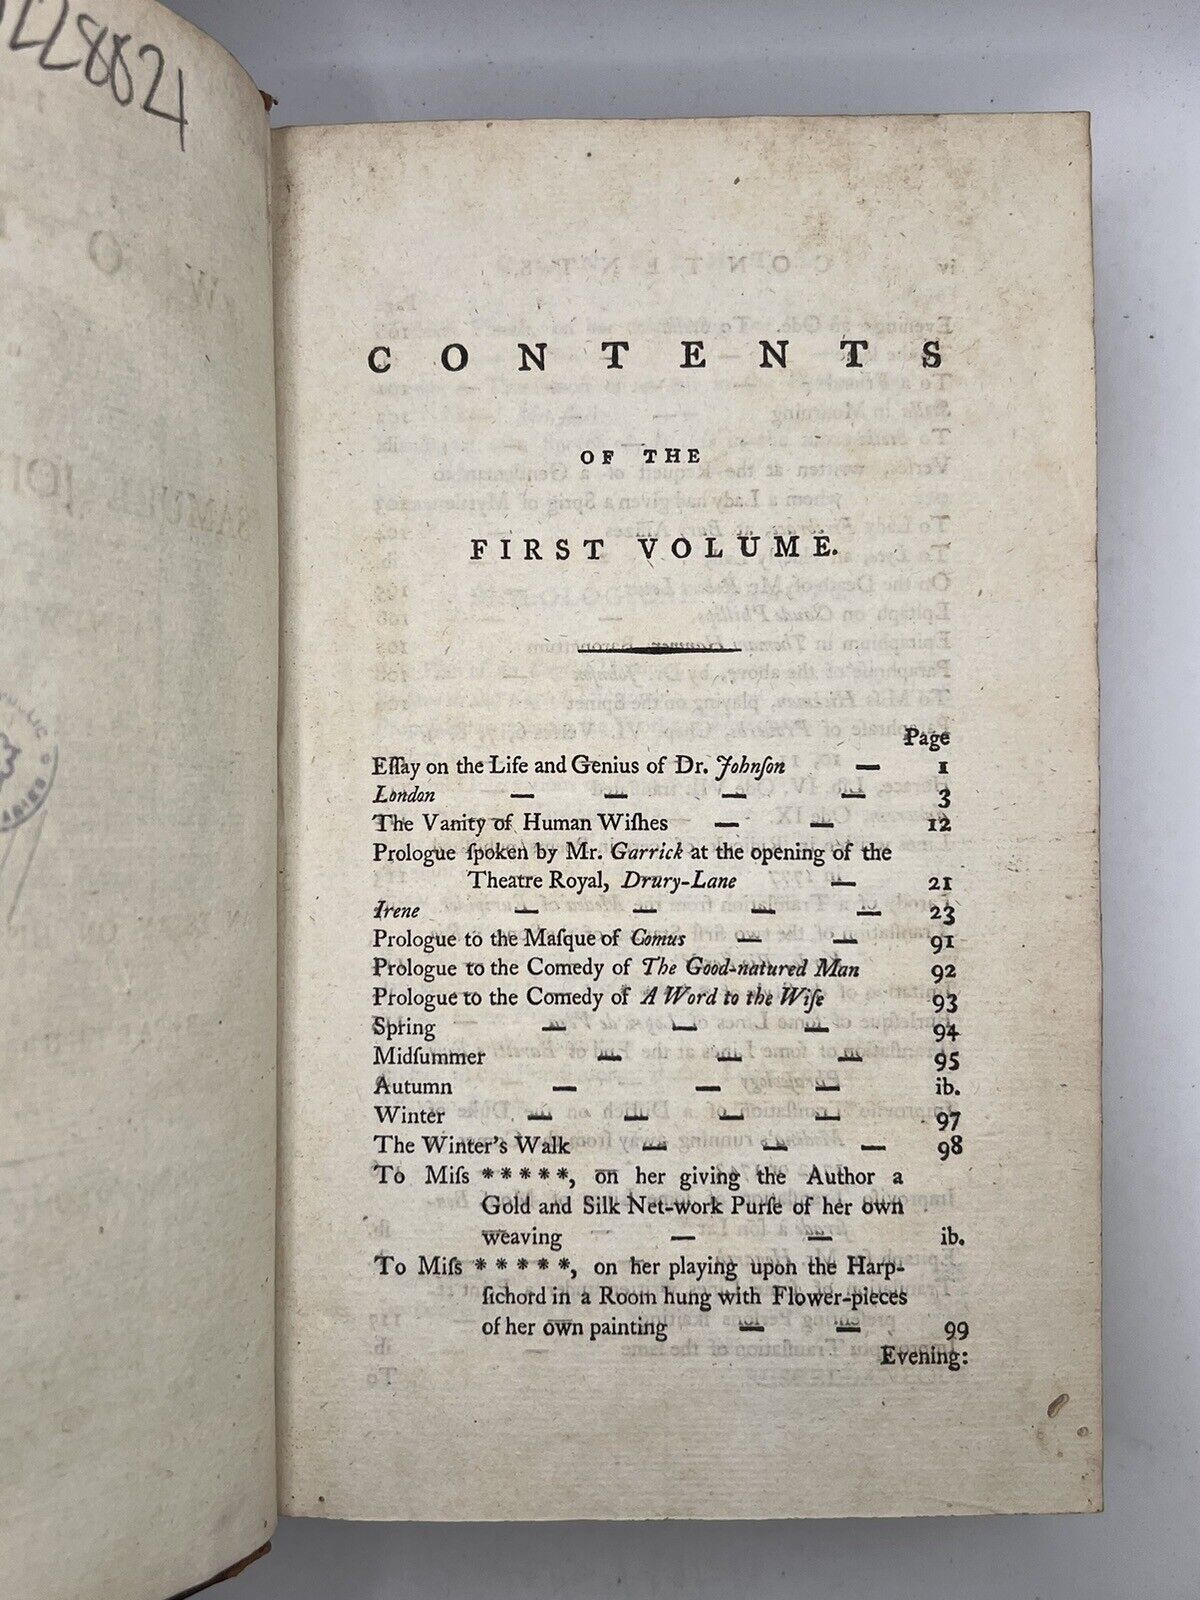 228821
CONTENTS
OF THE
FIRST VOLUME.
Page
Eſſay on the Life and Genius of Dr. Johnſon — 1
London — — — — 3
The Vanity of Human Wiſhes — — 12
Prologue ſpoken by Mr. Garrick at the opening of the
Theatre Royal, Drury-Lane — 21
Irene — — — — 23
Prologue to the Maſque of Comus — — 91
Prologue to the Comedy of The Good-natured Man 92
Prologue to the Comedy of A Word to the Wiſe 93
Spring — — — 94
Midſummer — — — 95
Autumn — — — ib.
Winter — — — — 97
The Winter's Walk — — — 98
To Miſs *****, on her giving the Author a
Gold and Silk Net-work Purſe of her own
weaving — — ib.
To Miſs *****, on her playing upon the Harp-
ſichord in a Room hung with Flower-pieces
of her own painting — — 99
Evening: